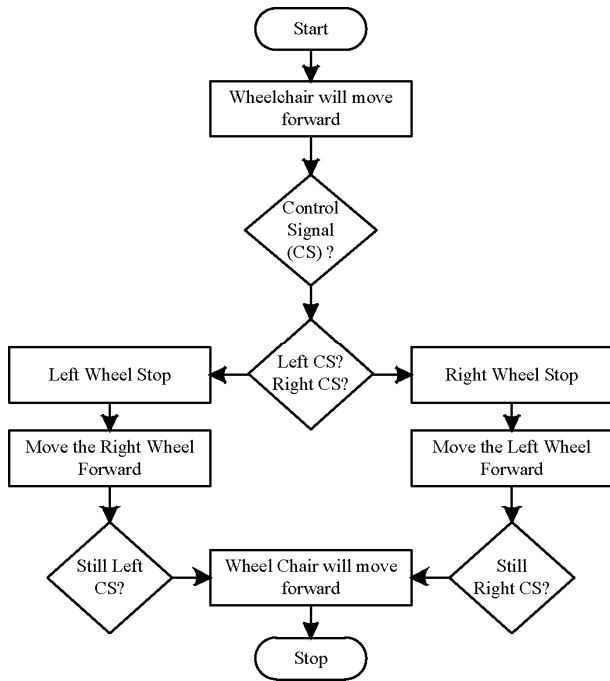 Start
Wheelchair will move
forward
Control
Signal
(CS) ?
Left CS?
Right CS?
Left Wheel Stop
Right Wheel Stop
Move the Right Wheel
Forward
Move the Left Wheel
Forward
Still Left
CS?
Wheel Chair will move
forward
Still
Right CS?
Stop